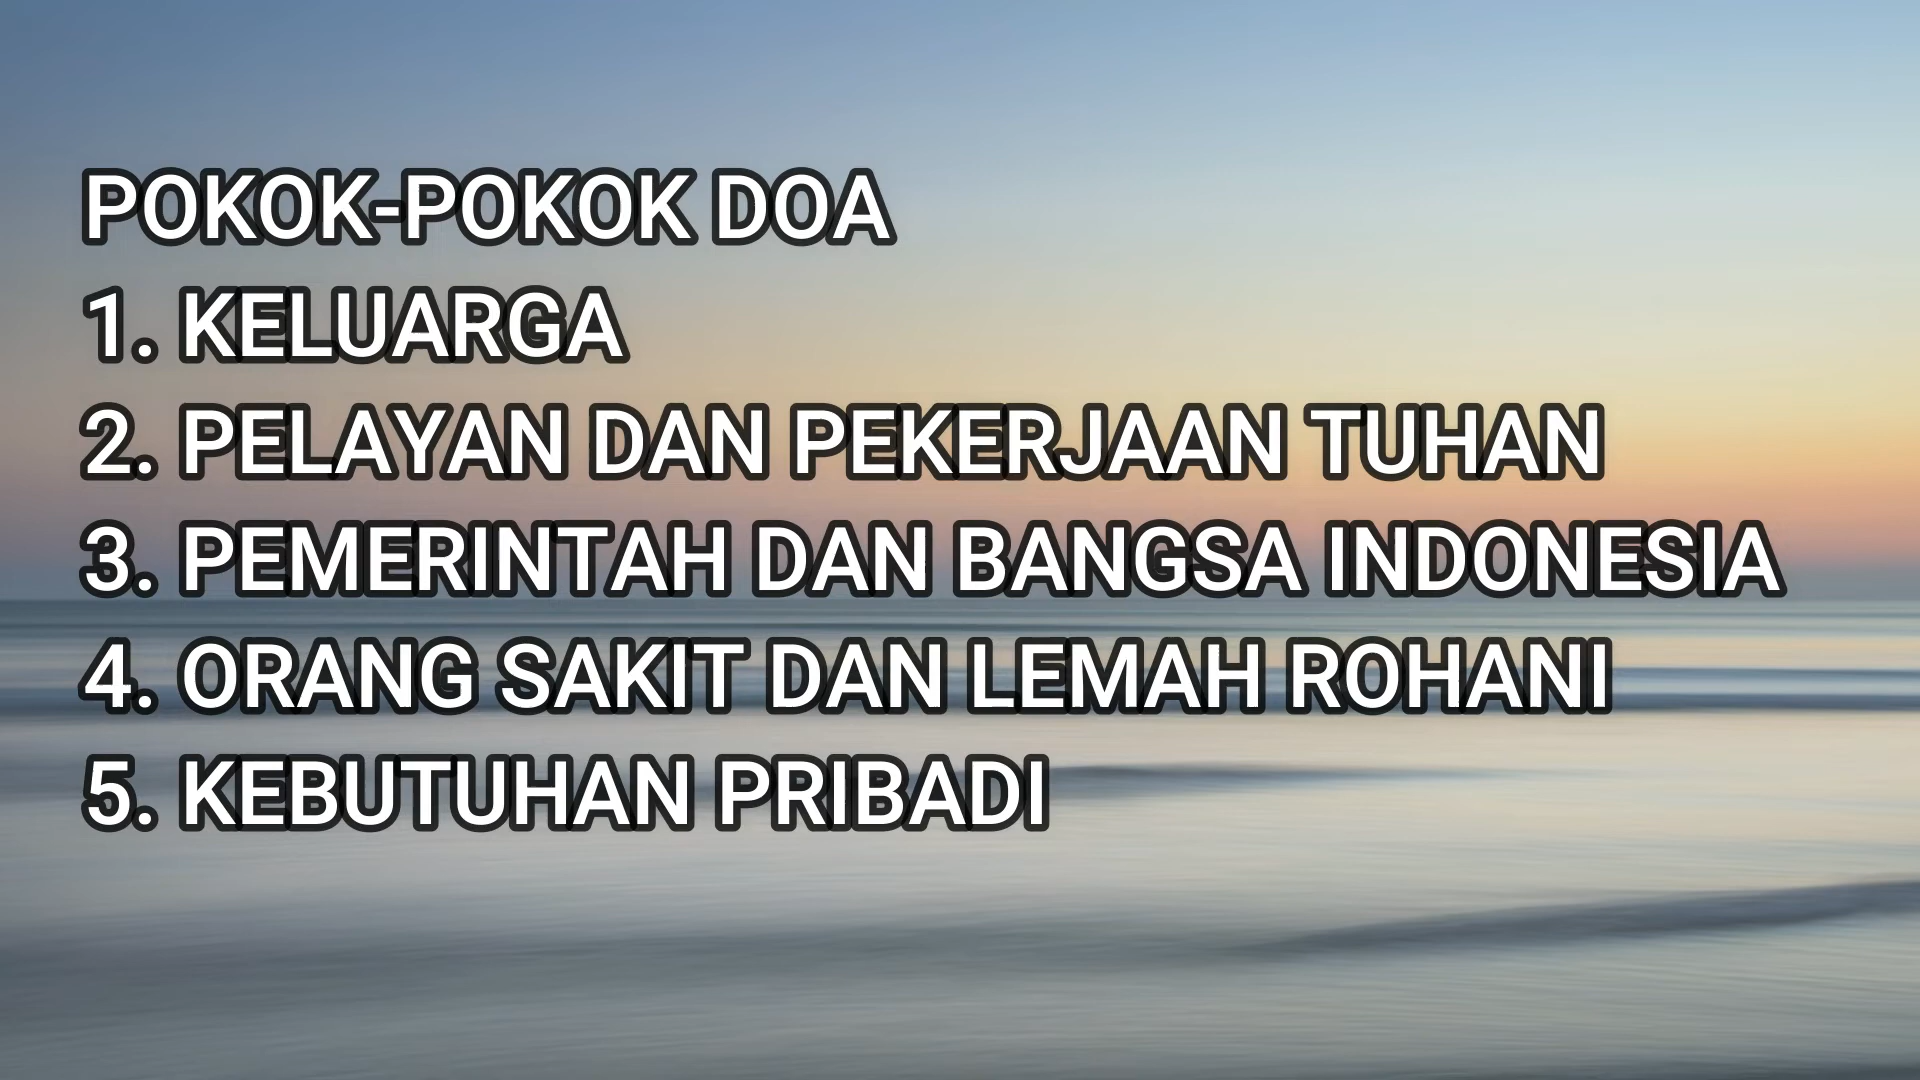 POKOK-POKOK DOA
1. KELUARGA
2. PELAYAN DAN PEKERJAAN TUHAN
3. PEMERINTAH DAN BANGSA INDONESIA
4. ORANG SAKIT DAN LEMAH ROHANI
5. KEBUTUHAN PRIBADI